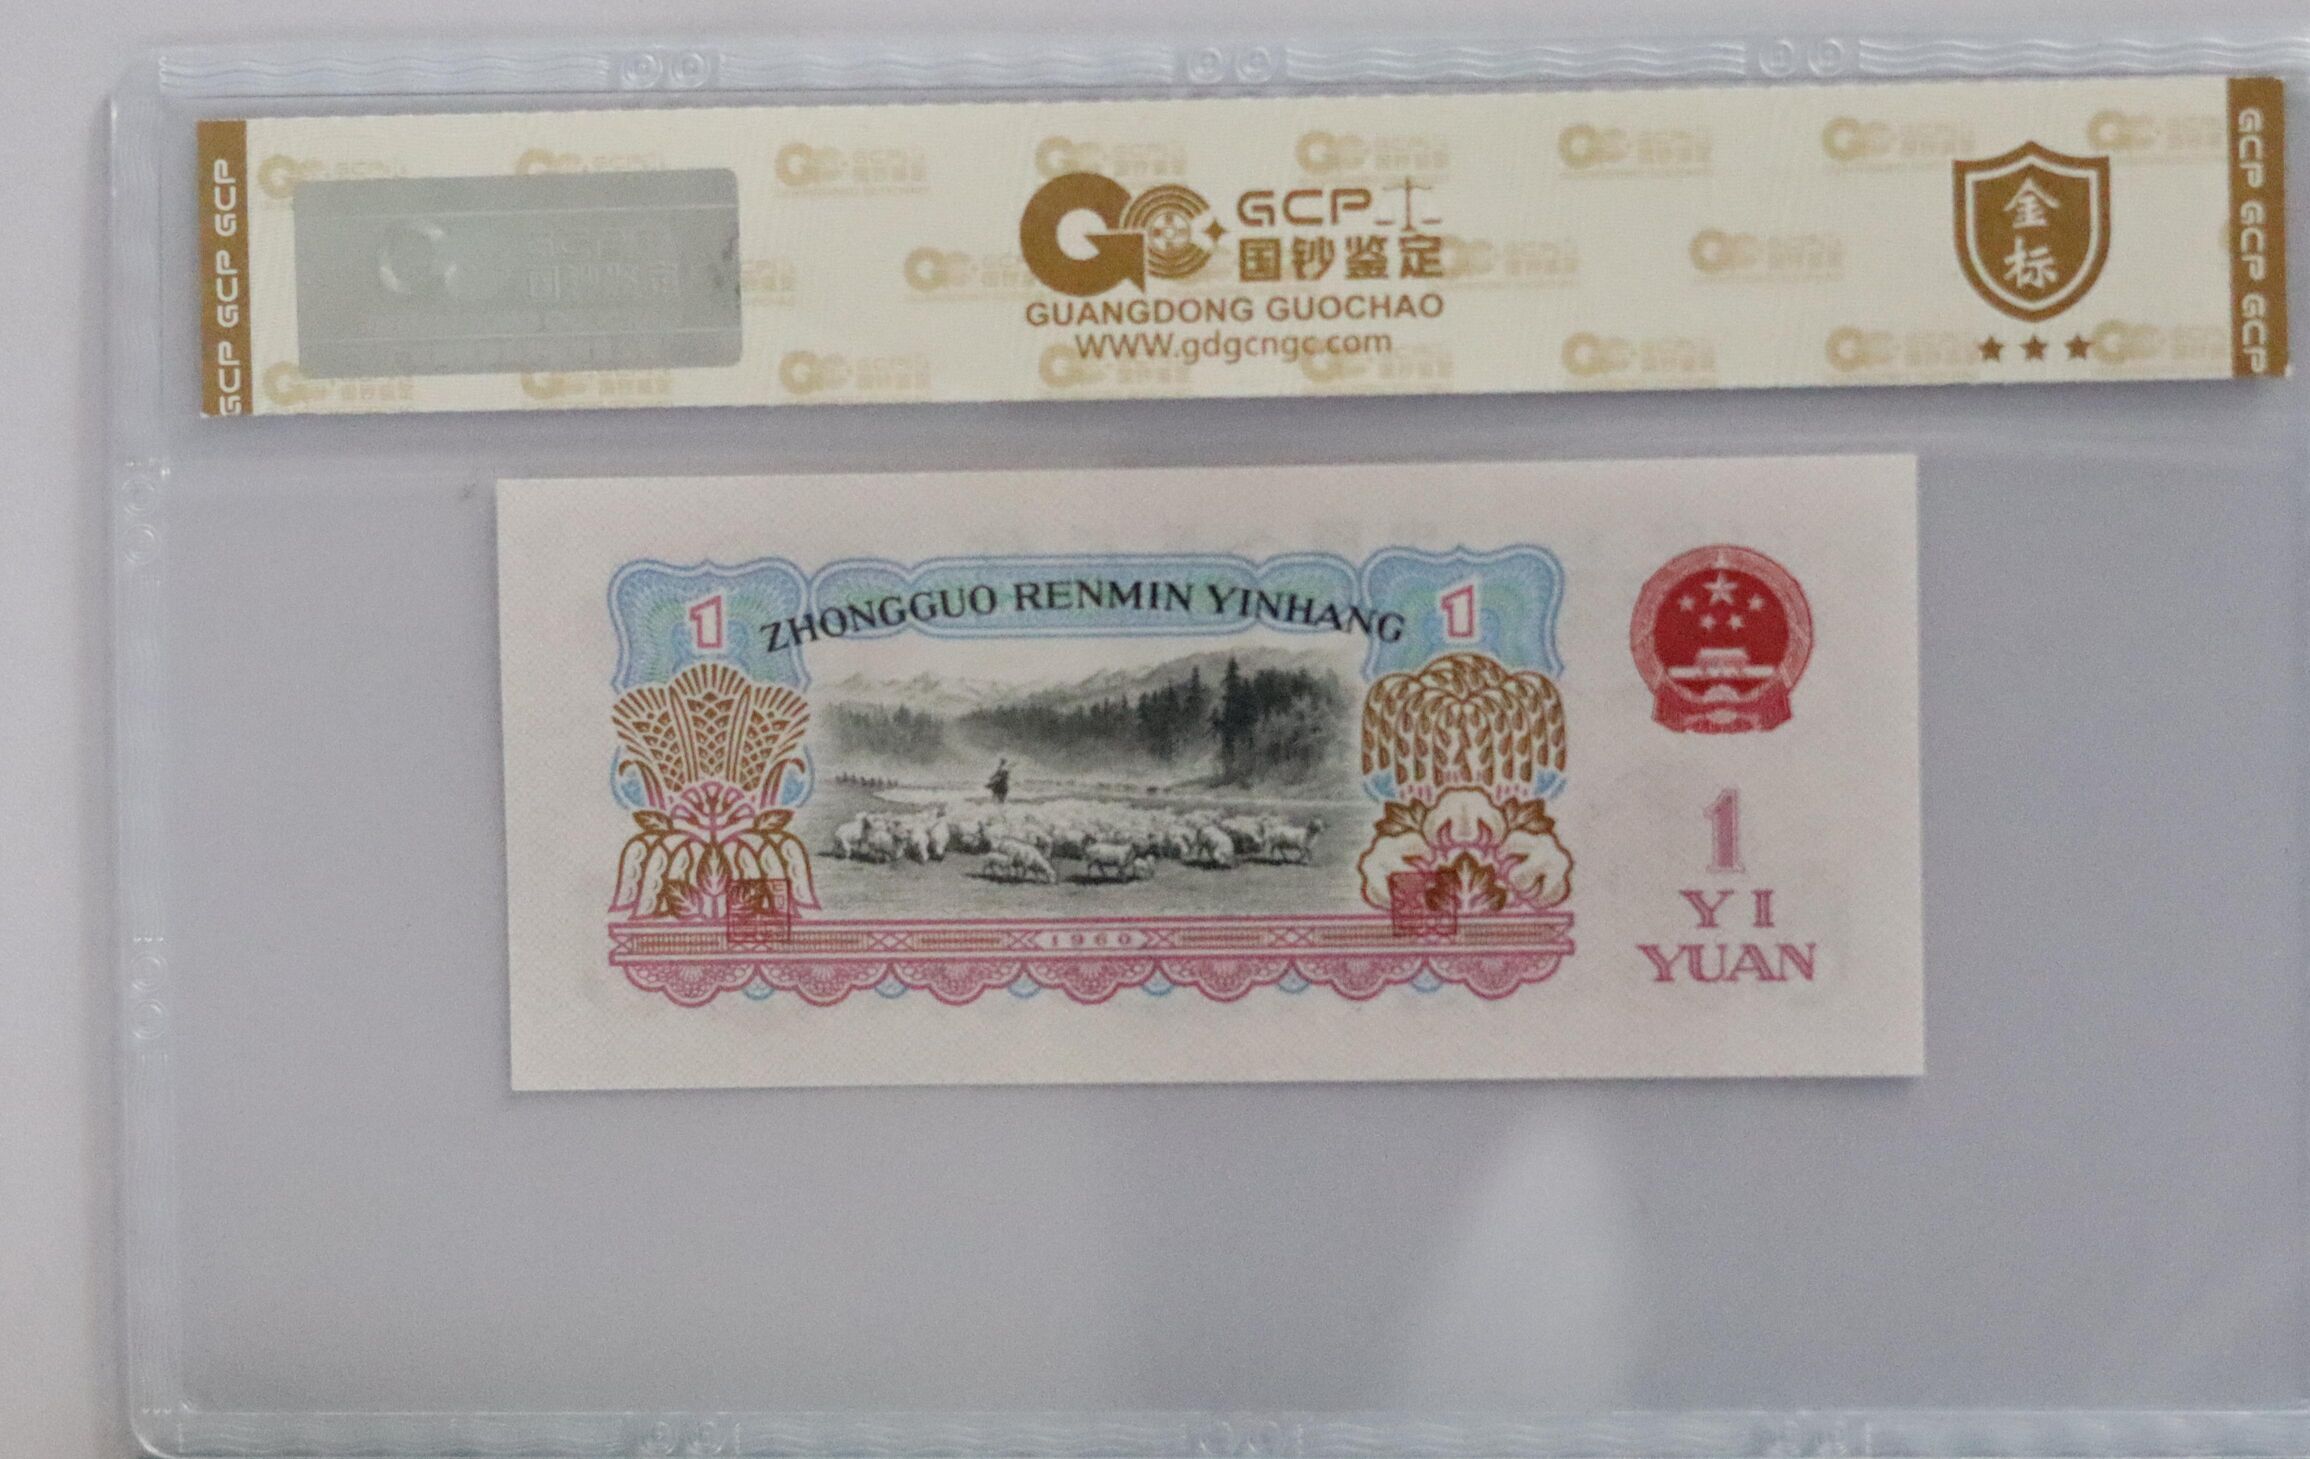 GCP GCP GCP
GCP
国钞鉴定
GUANGDONG GUOCHAO
WWW.gdgcngc.com
金标
GCP GCP GCP
1
ZHONGGUO RENMIN YINHANG
1
1960
1
YI
YUAN